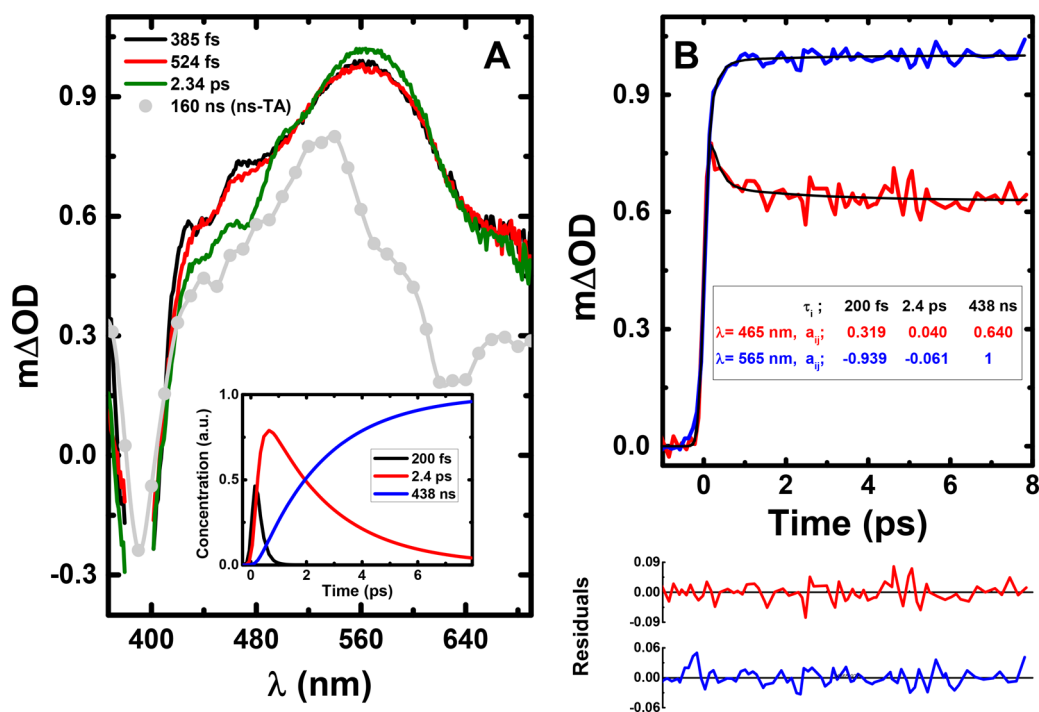 A
385 fs
524 fs
2.34 ps
160 ns (ns-TA)
mΔOD
0.9
0.6
0.3
0.0
-0.3
400
480
560
640
λ (nm)
Concentration (a.u.)
1.0
0.5
0.0
0
2
4
6
Time (ps)
200 fs
2.4 ps
438 ns
B
mΔOD
0.9
0.6
0.3
0.0
0
2
4
6
8
Time (ps)
τi ; 200 fs 2.4 ps 438 ns
λ= 465 nm, aij; 0.319 0.040 0.640
λ= 565 nm, aij; -0.939 -0.061 1
Residuals
0.09
0.00
-0.09
0.06
0.00
-0.06